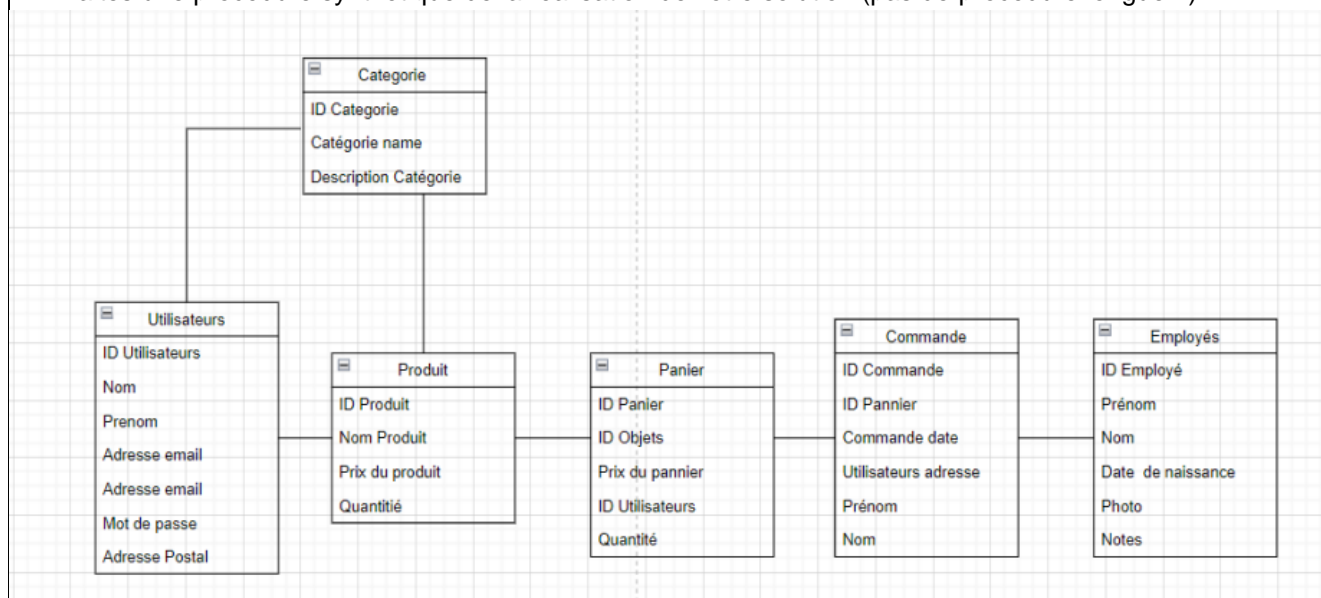 Categorie
ID Categorie
Catégorie name
Description Catégorie
Utilisateurs
ID Utilisateurs
Nom
Prenom
Adresse email
Adresse email
Mot de passe
Adresse Postal
Produit
ID Produit
Nom Produit
Prix du produit
Quantitié
Panier
ID Panier
ID Objets
Prix du pannier
ID Utilisateurs
Quantité
Commande
ID Commande
ID Pannier
Commande date
Utilisateurs adresse
Prénom
Nom
Employés
ID Employé
Prénom
Nom
Date de naissance
Photo
Notes